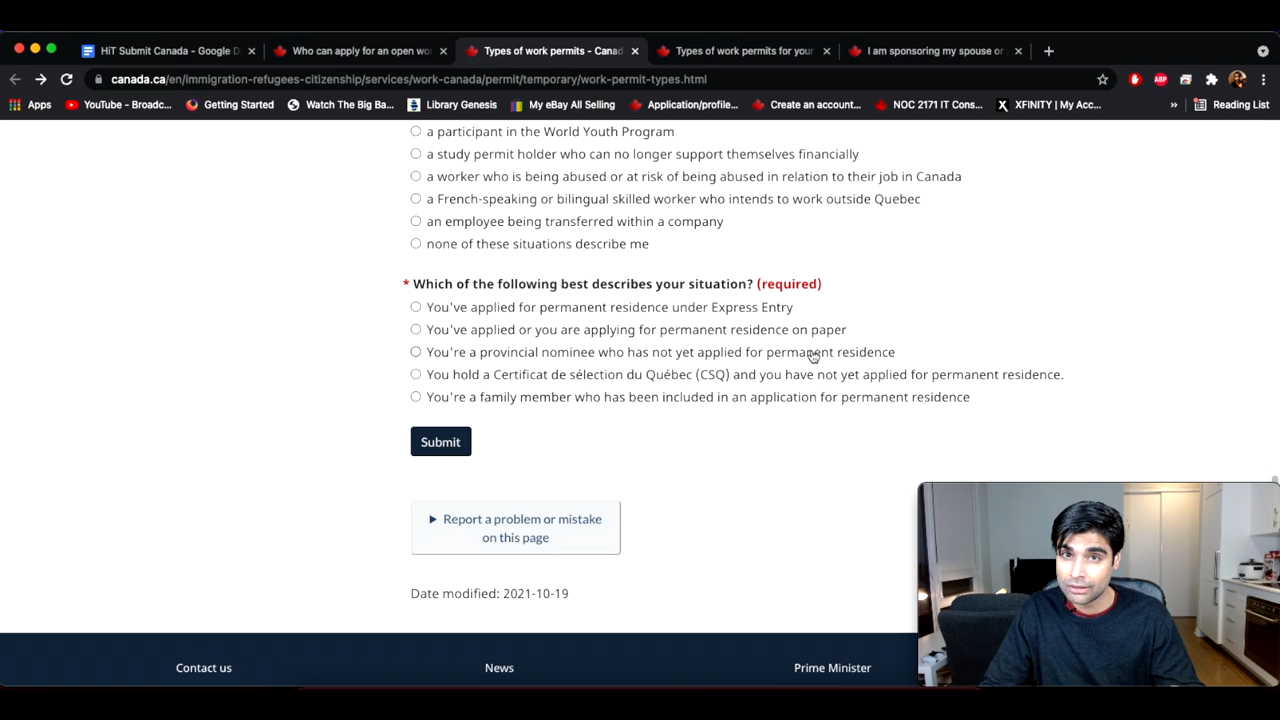 HiT Submit Canada - Google D
Who can apply for an open wo
Types of work permits - Canad
Types of work permits for your
I am sponsoring my spouse or
canada.ca/en/immigration-refugees-citizenship/services/work-canada/permit/temporary/work-permit-types.html
ABP
Apps
YouTube - Broadc...
Getting Started
Watch The Big Ba...
Library Genesis
My eBay All Selling
Application/profile...
Create an account...
NOC 2171 IT Cons...
X
XFINITY | My Acc...
»
Reading List
a participant in the World Youth Program
a study permit holder who can no longer support themselves financially
a worker who is being abused or at risk of being abused in relation to their job in Canada
a French-speaking or bilingual skilled worker who intends to work outside Quebec
an employee being transferred within a company
none of these situations describe me
* Which of the following best describes your situation? (required)
You've applied for permanent residence under Express Entry
You've applied or you are applying for permanent residence on paper
You're a provincial nominee who has not yet applied for permanent residence
You hold a Certificat de sélection du Québec (CSQ) and you have not yet applied for permanent residence.
You're a family member who has been included in an application for permanent residence
Submit
Report a problem or mistake
on this page
Date modified: 2021-10-19
Contact us
News
Prime Minister